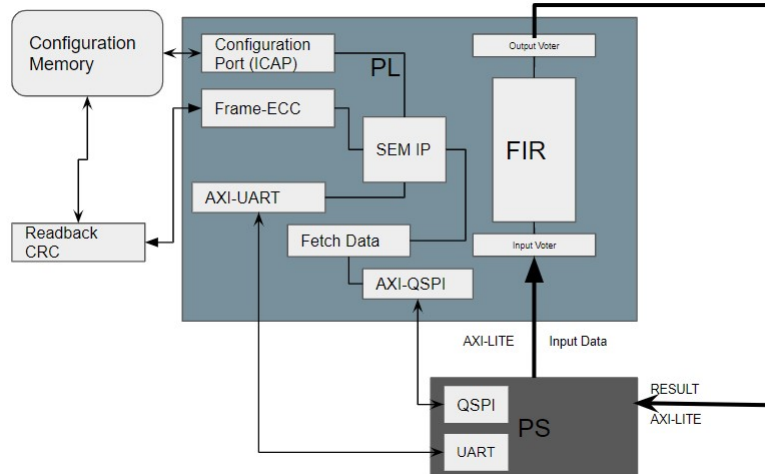 Configuration
Memory
Configuration
Port (ICAP)
PL
Output Voter
Frame-ECC
SEM IP
FIR
AXI-UART
Readback
CRC
Fetch Data
Input Voter
AXI-QSPI
AXI-LITE
Input Data
QSPI
PS
UART
RESULT
AXI-LITE